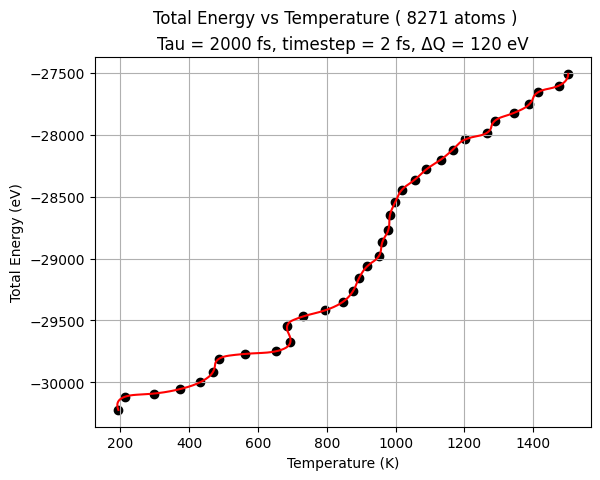 Total Energy vs Temperature ( 8271 atoms )
Tau = 2000 fs, timestep = 2 fs, ΔQ = 120 eV
Total Energy (eV)
−27500
−28000
−28500
−29000
−29500
−30000
200 400 600 800 1000 1200 1400
Temperature (K)